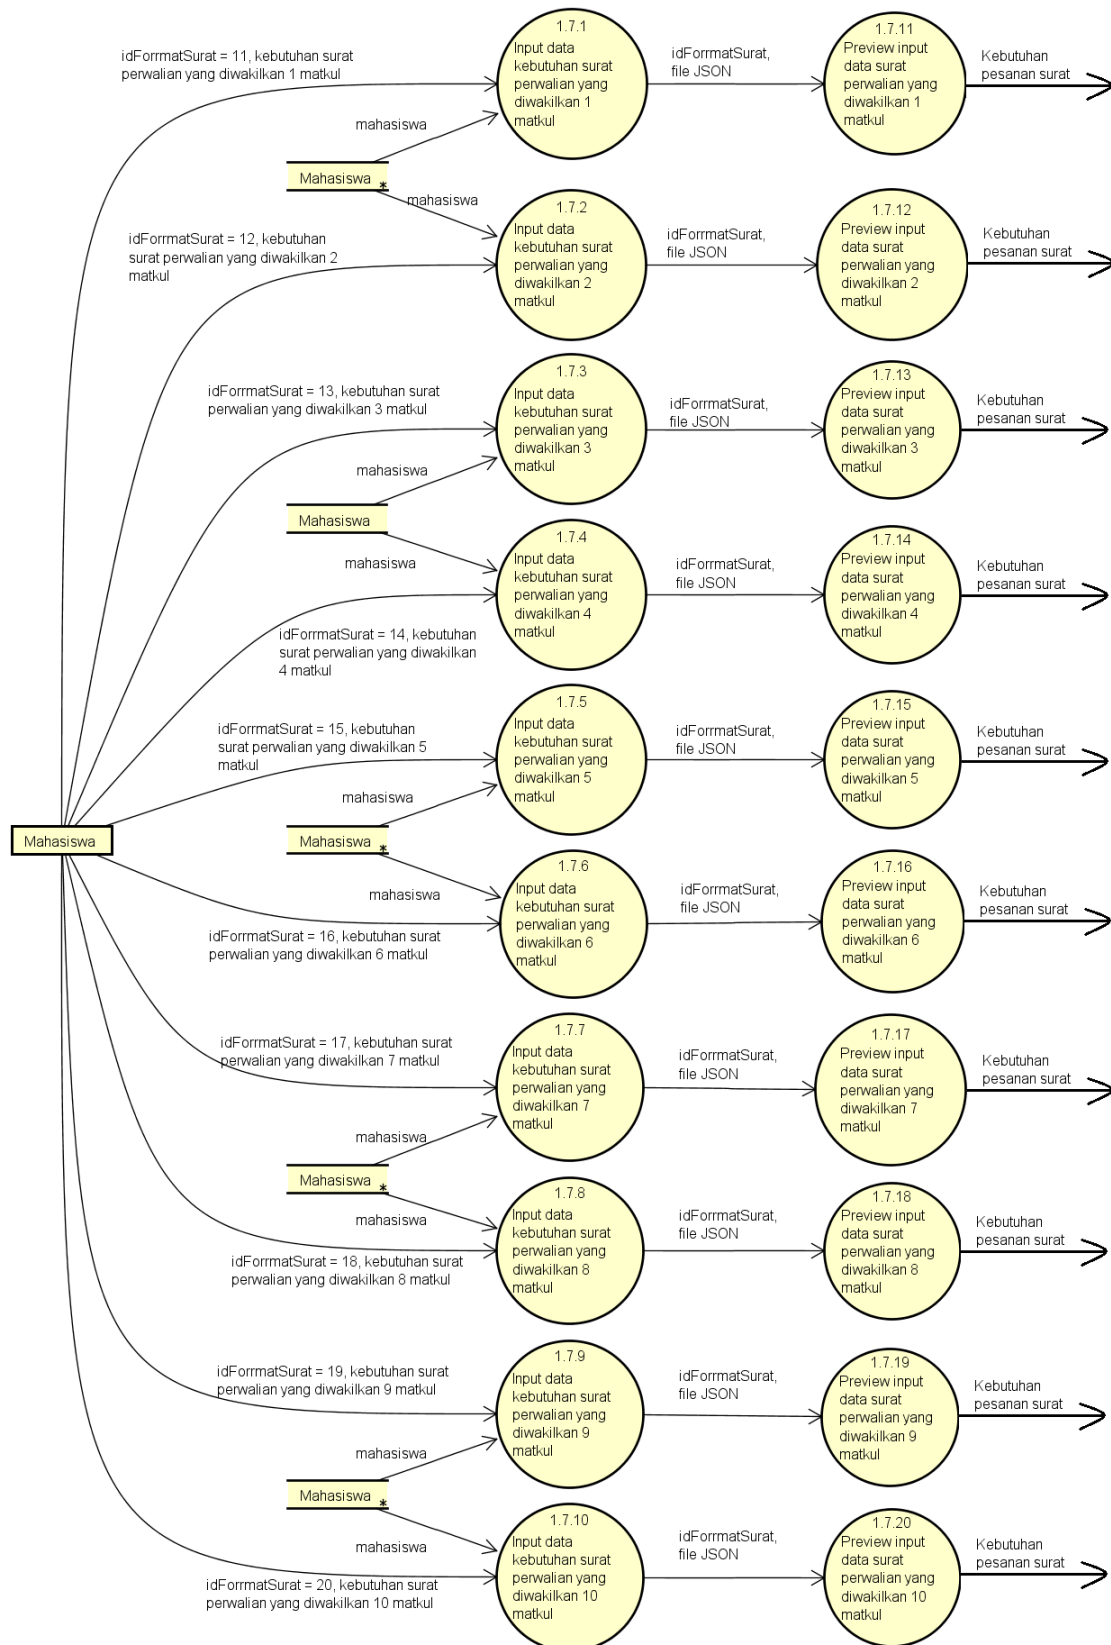 idForrmatSurat = 11, kebutuhan surat
perwalian yang diwakilkan 1 matkul
1.7.1
Input data
kebutuhan surat
perwalian yang
diwakilkan 1
matkul
idForrmatSurat,
file JSON
1.7.11
Preview input
data surat
perwalian yang
diwakilkan 1
matkul
Kebutuhan
pesanan surat
mahasiswa
Mahasiswa *
mahasiswa
idForrmatSurat = 12, kebutuhan
surat perwalian yang diwakilkan 2
matkul
1.7.2
Input data
kebutuhan surat
perwalian yang
diwakilkan 2
matkul
idForrmatSurat,
file JSON
1.7.12
Preview input
data surat
perwalian yang
diwakilkan 2
matkul
Kebutuhan
pesanan surat
idForrmatSurat = 13, kebutuhan surat
perwalian yang diwakilkan 3 matkul
1.7.3
Input data
kebutuhan surat
perwalian yang
diwakilkan 3
matkul
idForrmatSurat,
file JSON
1.7.13
Preview input
data surat
perwalian yang
diwakilkan 3
matkul
Kebutuhan
pesanan surat
mahasiswa
Mahasiswa
mahasiswa
idForrmatSurat = 14, kebutuhan
surat perwalian yang diwakilkan
4 matkul
1.7.4
Input data
kebutuhan surat
perwalian yang
diwakilkan 4
matkul
idForrmatSurat,
file JSON
1.7.14
Preview input
data surat
perwalian yang
diwakilkan 4
matkul
Kebutuhan
pesanan surat
idForrmatSurat = 15, kebutuhan
surat perwalian yang diwakilkan 5
matkul
1.7.5
Input data
kebutuhan surat
perwalian yang
diwakilkan 5
matkul
idForrmatSurat,
file JSON
1.7.15
Preview input
data surat
perwalian yang
diwakilkan 5
matkul
Kebutuhan
pesanan surat
mahasiswa
Mahasiswa
Mahasiswa *
mahasiswa
idForrmatSurat = 16, kebutuhan surat
perwalian yang diwakilkan 6 matkul
1.7.6
Input data
kebutuhan surat
perwalian yang
diwakilkan 6
matkul
idForrmatSurat,
file JSON
1.7.16
Preview input
data surat
perwalian yang
diwakilkan 6
matkul
Kebutuhan
pesanan surat
idForrmatSurat = 17, kebutuhan surat
perwalian yang diwakilkan 7 matkul
1.7.7
Input data
kebutuhan surat
perwalian yang
diwakilkan 7
matkul
idForrmatSurat,
file JSON
1.7.17
Preview input
data surat
perwalian yang
diwakilkan 7
matkul
Kebutuhan
pesanan surat
mahasiswa
Mahasiswa *
mahasiswa
idForrmatSurat = 18, kebutuhan surat
perwalian yang diwakilkan 8 matkul
1.7.8
Input data
kebutuhan surat
perwalian yang
diwakilkan 8
matkul
idForrmatSurat,
file JSON
1.7.18
Preview input
data surat
perwalian yang
diwakilkan 8
matkul
Kebutuhan
pesanan surat
idForrmatSurat = 19, kebutuhan surat
perwalian yang diwakilkan 9 matkul
1.7.9
Input data
kebutuhan surat
perwalian yang
diwakilkan 9
matkul
idForrmatSurat,
file JSON
1.7.19
Preview input
data surat
perwalian yang
diwakilkan 9
matkul
Kebutuhan
pesanan surat
mahasiswa
Mahasiswa *
mahasiswa
idForrmatSurat = 20, kebutuhan surat
perwalian yang diwakilkan 10 matkul
1.7.10
Input data
kebutuhan surat
perwalian yang
diwakilkan 10
matkul
idForrmatSurat,
file JSON
1.7.20
Preview input
data surat
perwalian yang
diwakilkan 10
matkul
Kebutuhan
pesanan surat